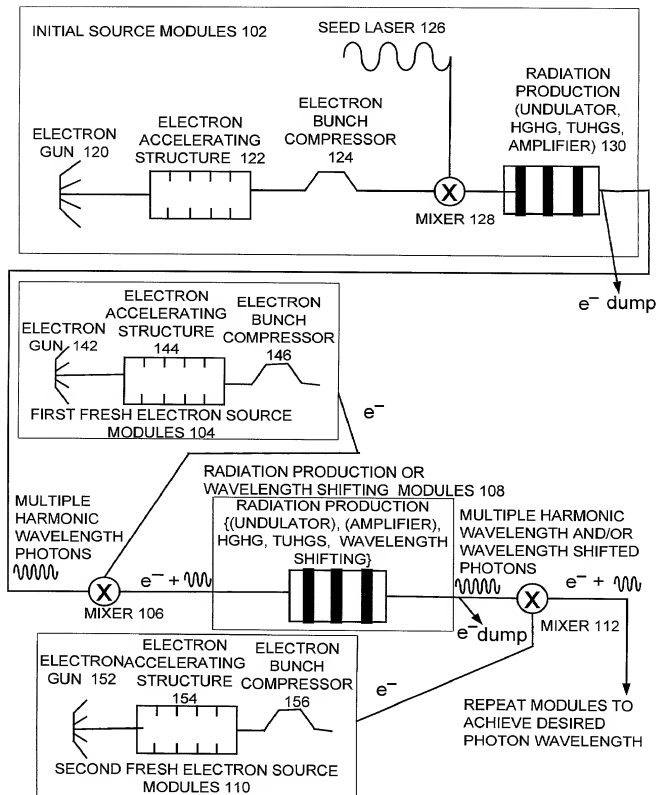 INITIAL SOURCE MODULES 102
SEED LASER 126
RADIATION
PRODUCTION
(UNDULATOR,
HGHG, TUHGS,
AMPLIFIER) 130
ELECTRON
GUN 120
ELECTRON
ACCELERATING
STRUCTURE 122
ELECTRON
BUNCH
COMPRESSOR
124
X
MIXER 128
e⁻ dump
ELECTRON
GUN 142
ELECTRON
ACCELERATING
STRUCTURE
144
ELECTRON
BUNCH
COMPRESSOR
146
FIRST FRESH ELECTRON SOURCE
MODULES 104
e⁻
RADIATION PRODUCTION OR
WAVELENGTH SHIFTING MODULES 108
MULTIPLE
HARMONIC
WAVELENGTH
PHOTONS
RADIATION PRODUCTION
{(UNDULATOR), (AMPLIFIER),
HGHG, TUHGS, WAVELENGTH
SHIFTING}
MULTIPLE HARMONIC
WAVELENGTH AND/OR
WAVELENGTH SHIFTED
PHOTONS
X
MIXER 106
e⁻ +
e⁻ dump
X
e⁻ +
MIXER 112
ELECTRON
GUN 152
ELECTRON
ACCELERATING
STRUCTURE
154
ELECTRON
BUNCH
COMPRESSOR
156
e⁻
SECOND FRESH ELECTRON SOURCE
MODULES 110
REPEAT MODULES TO
ACHIEVE DESIRED
PHOTON WAVELENGTH